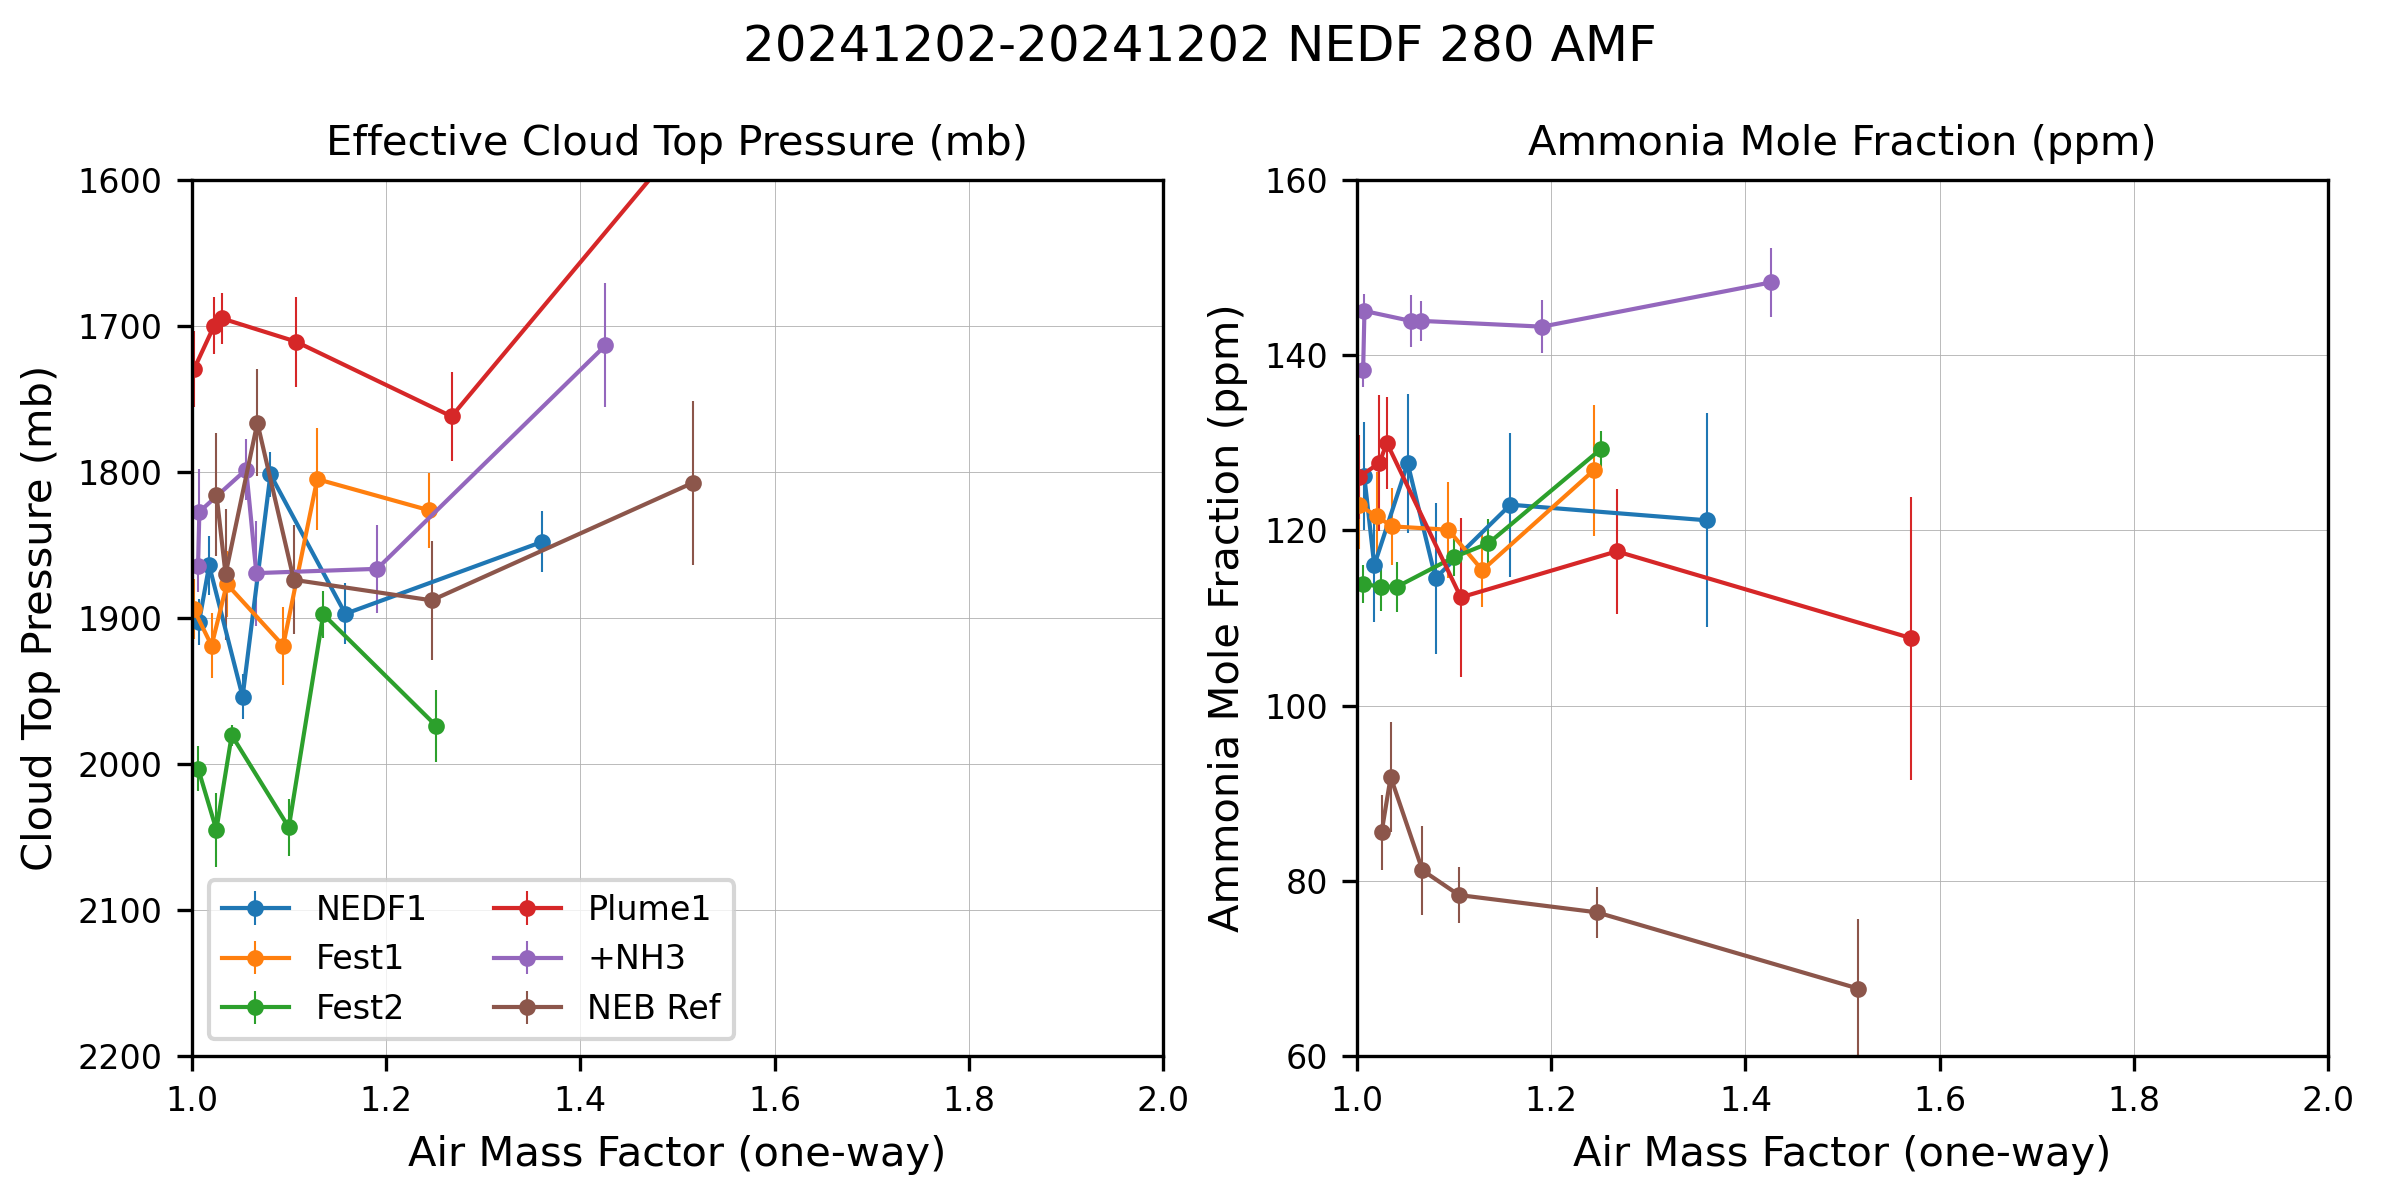 20241202-20241202 NEDF 280 AMF
Effective Cloud Top Pressure (mb)
Cloud Top Pressure (mb)
1600
1700
1800
1900
2000
2100
2200
NEDF1
Fest1
Fest2
Plume1
+NH3
NEB Ref
1.0 1.2 1.4 1.6 1.8 2.0
Air Mass Factor (one-way)
Ammonia Mole Fraction (ppm)
Ammonia Mole Fraction (ppm)
160
140
120
100
80
60
1.0 1.2 1.4 1.6 1.8 2.0
Air Mass Factor (one-way)